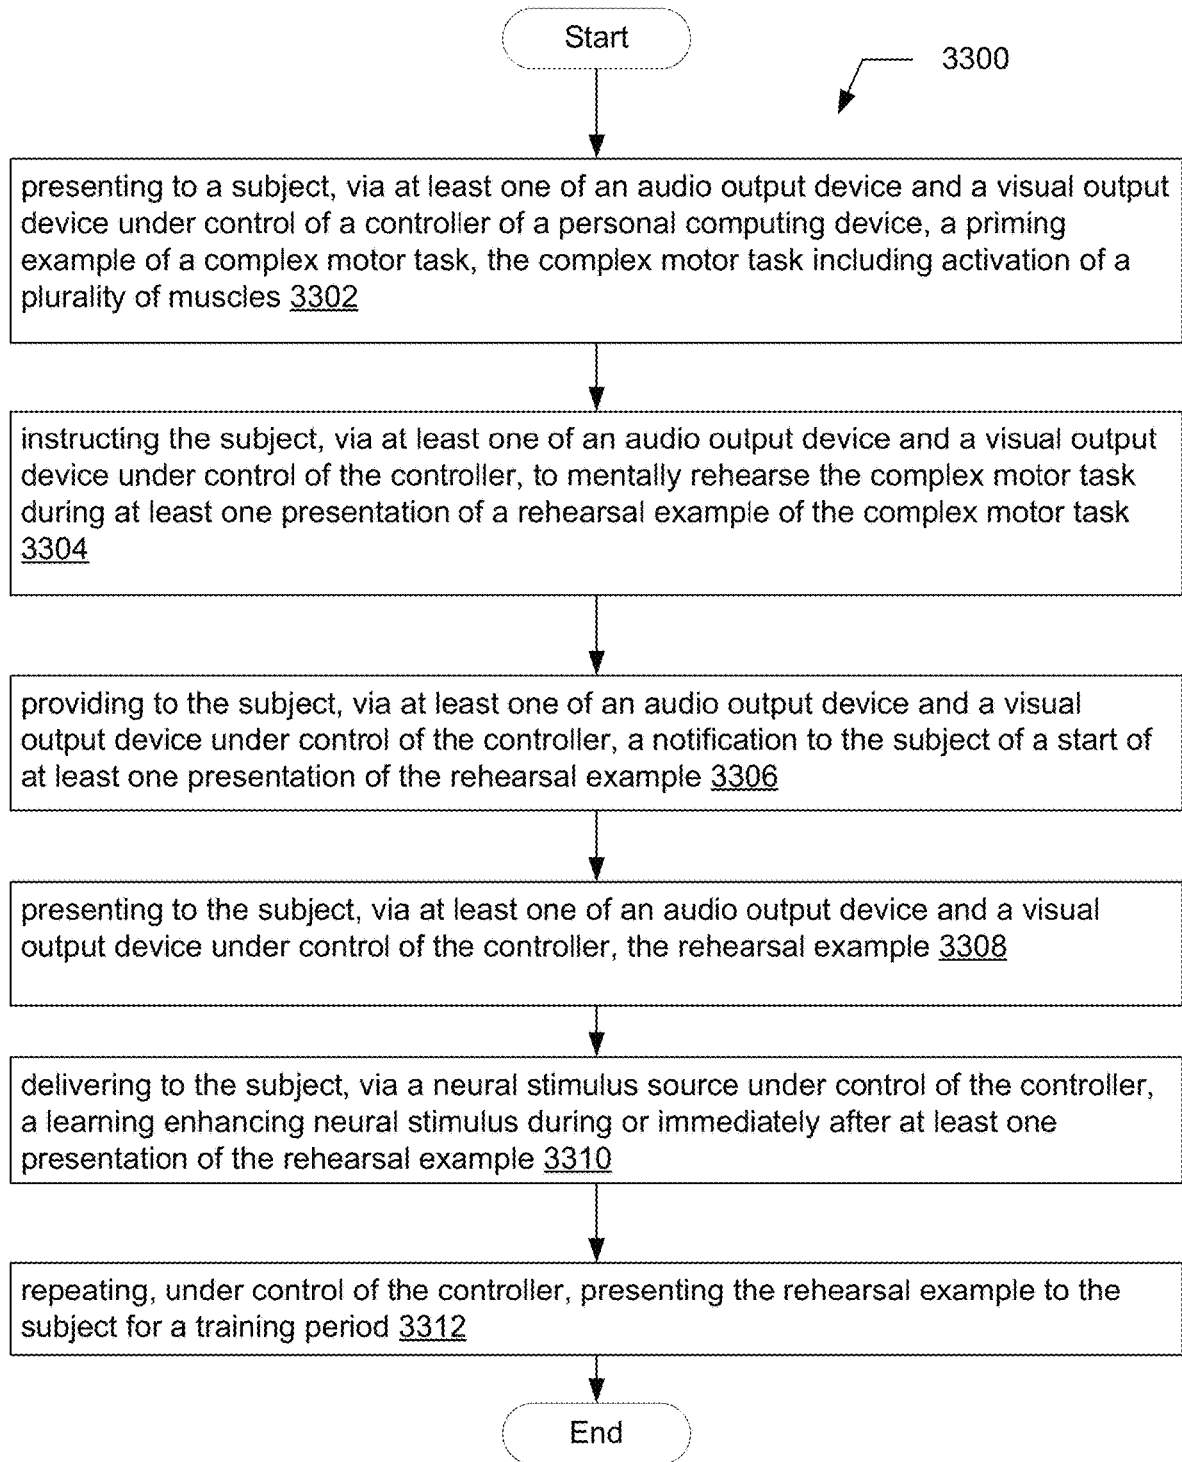 Start
3300
presenting to a subject, via at least one of an audio output device and a visual output
device under control of a controller of a personal computing device, a priming
example of a complex motor task, the complex motor task including activation of a
plurality of muscles 3302
instructing the subject, via at least one of an audio output device and a visual output
device under control of the controller, to mentally rehearse the complex motor task
during at least one presentation of a rehearsal example of the complex motor task
3304
providing to the subject, via at least one of an audio output device and a visual
output device under control of the controller, a notification to the subject of a start of
at least one presentation of the rehearsal example 3306
presenting to the subject, via at least one of an audio output device and a visual
output device under control of the controller, the rehearsal example 3308
delivering to the subject, via a neural stimulus source under control of the controller,
a learning enhancing neural stimulus during or immediately after at least one
presentation of the rehearsal example 3310
repeating, under control of the controller, presenting the rehearsal example to the
subject for a training period 3312
End